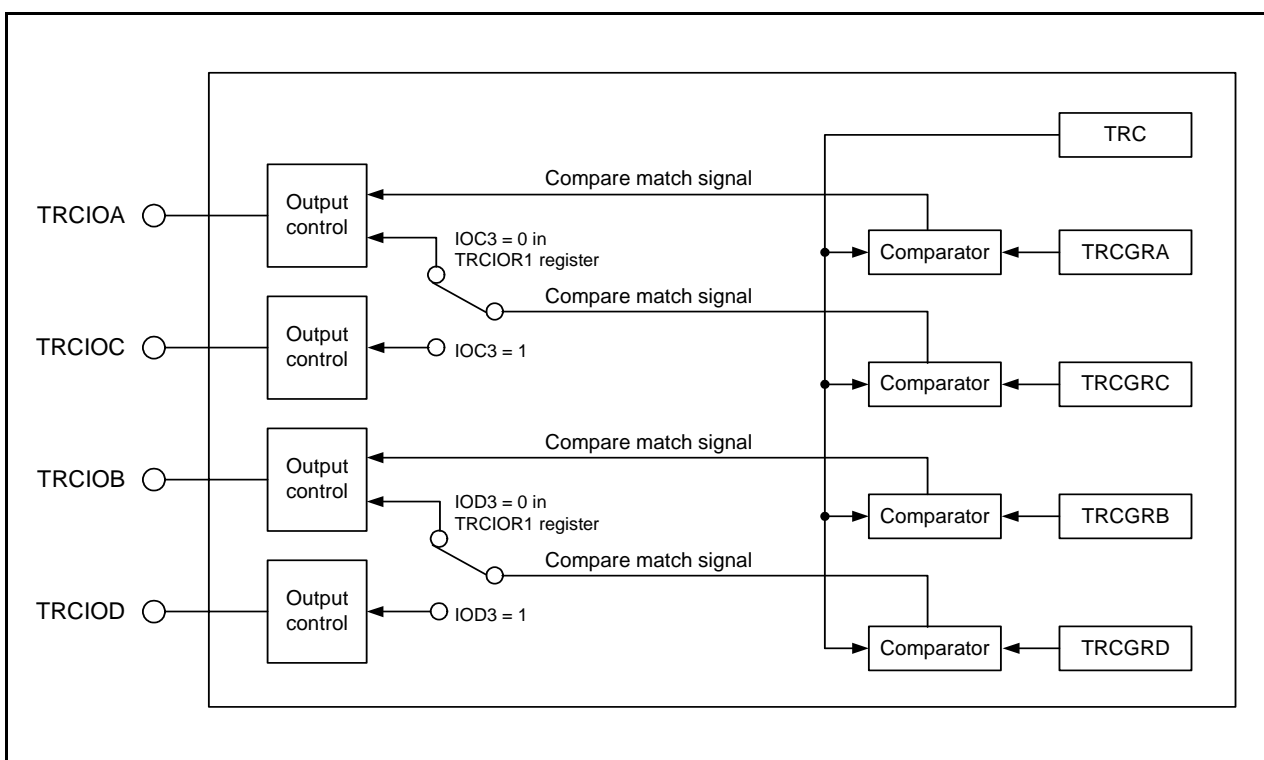 TRC
Compare match signal
TRCIOA
Output
control
IOC3 = 0 in
TRCIOR1 register
Comparator
TRCGRA
Compare match signal
TRCIOC
Output
control
IOC3 = 1
Comparator
TRCGRC
Compare match signal
TRCIOB
Output
control
IOD3 = 0 in
TRCIOR1 register
Comparator
TRCGRB
Compare match signal
TRCIOD
Output
control
IOD3 = 1
Comparator
TRCGRD